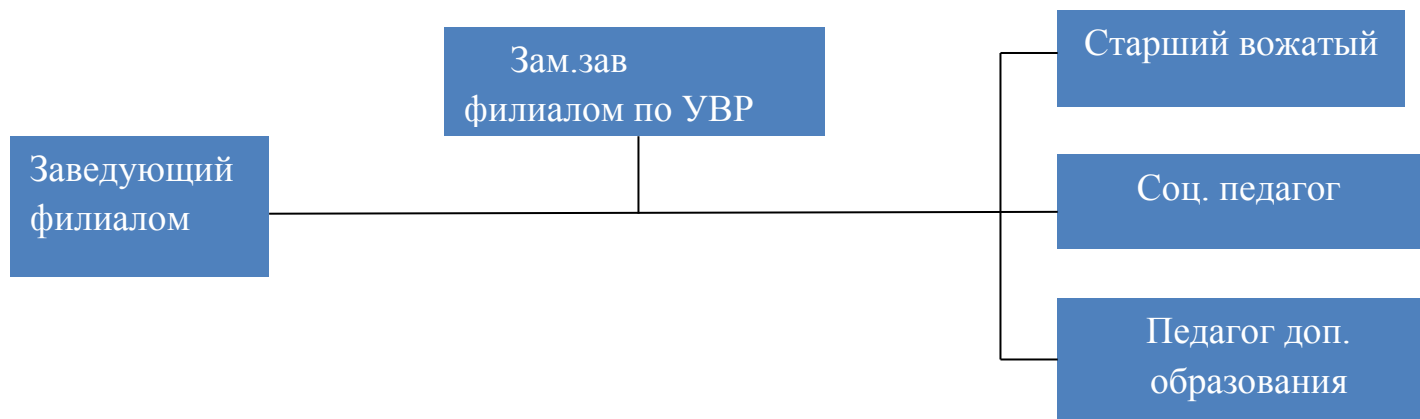 Заведующий
филиалом
Зам.зав
филиалом по УВР
Старший вожатый
Соц. педагог
Педагог доп.
образования